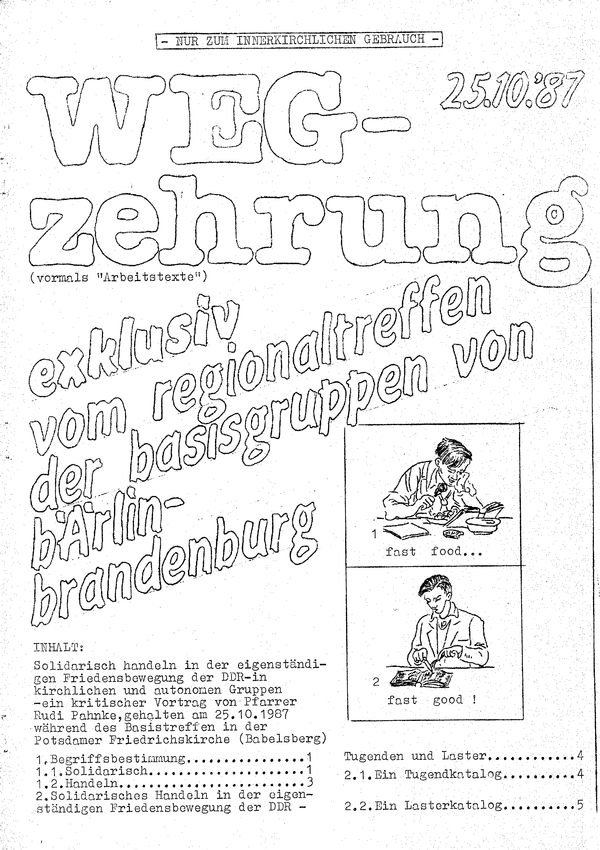 - NUR ZUM INNERKIRCHLICHEN GEBRAUCH -
25.10.'87
WEG-
zehrung
(vormals "Arbeitstexte")
exklusiv
vom regionaltreffen
der basisgruppen von
bÄrlin-
brandenburg
1
fast food...
2
fast good !
INHALT:
Solidarisch handeln in der eigenständi-
gen Friedensbewegung der DDR-in
kirchlichen und autonomen Gruppen
-ein kritischer Vortrag von Pfarrer
Rudi Pahnke,gehalten am 25.10.1987
während des Basistreffen in der
Potsdamer Friedrichskirche (Babelsberg)
1.Begriffsbestimmung...............1
1.1.Solidarisch....................1
1.2.Handeln........................3
2.Solidarisches Handeln in der eigen-
ständigen Friedensbewegung der DDR -
Tugenden und Laster...........4
2.1.Ein Tugendkatalog.........4
2.2.Ein Lasterkatalog.........5